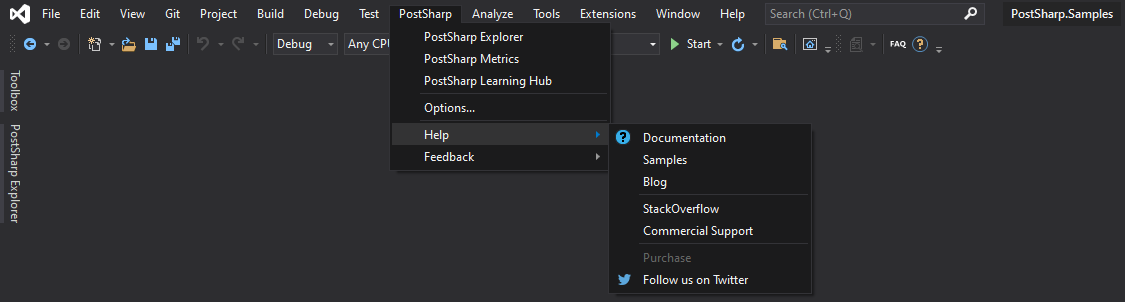 File Edit View Git Project Build Debug Test PostSharp Analyze Tools Extensions Window Help Search (Ctrl+Q) PostSharp.Samples
Debug Any CPU Start FAQ
PostSharp Explorer
PostSharp Metrics
PostSharp Learning Hub
Options...
Help
Feedback
Documentation
Samples
Blog
StackOverflow
Commercial Support
Purchase
Follow us on Twitter
Toolbox
PostSharp Explorer